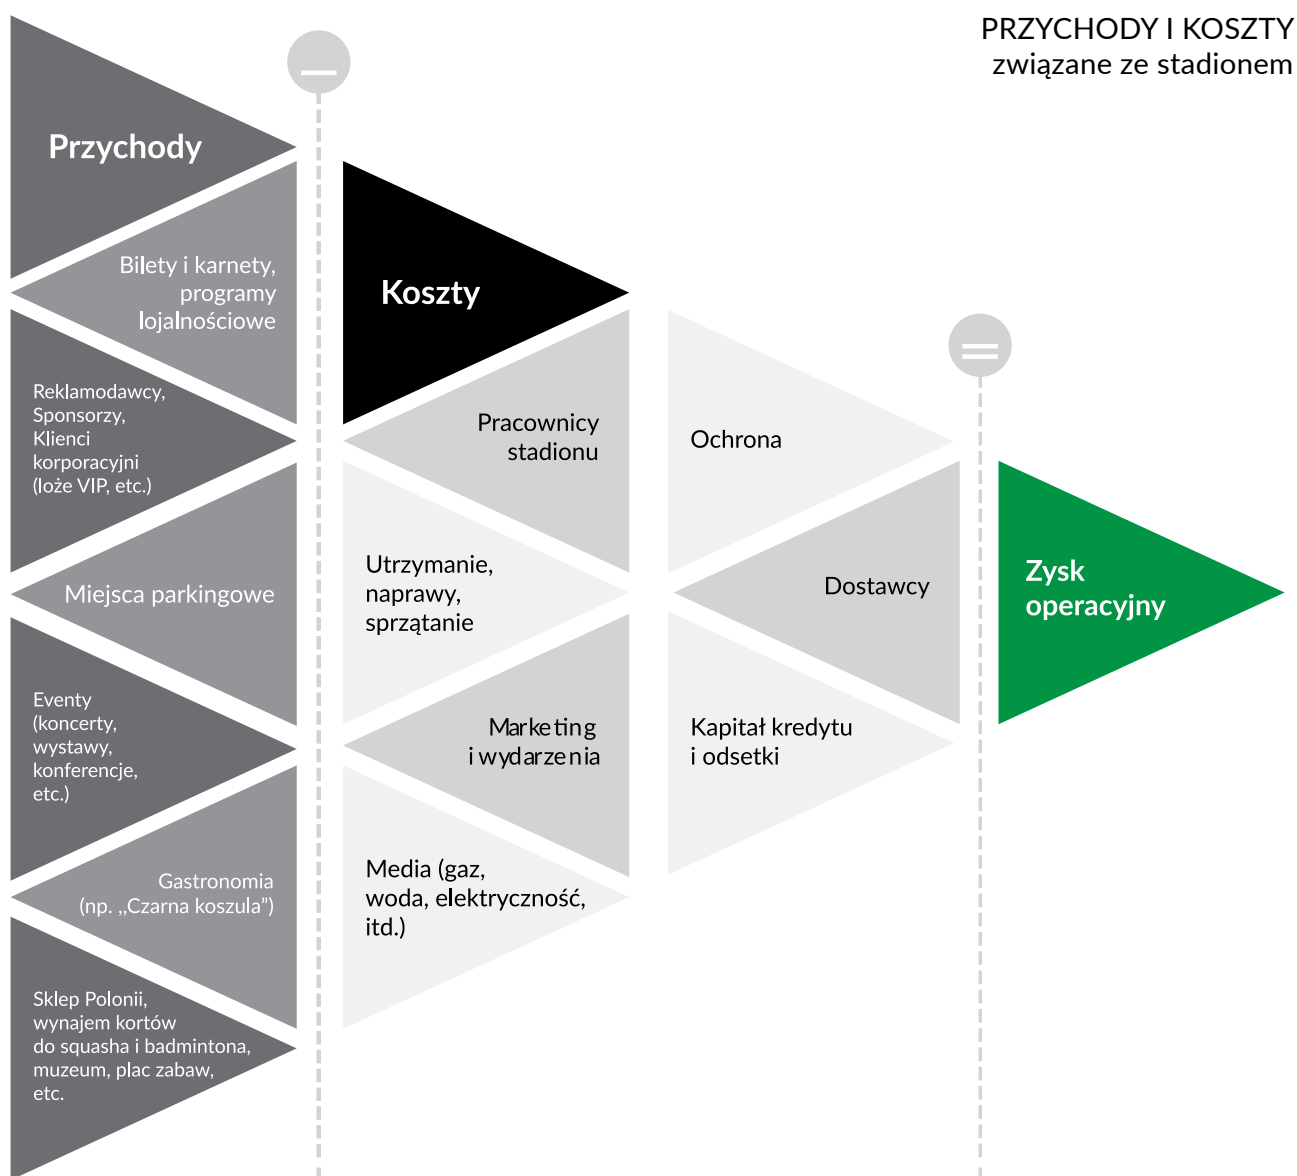 PRZYCHODY I KOSZTY
związane ze stadionem
Przychody
Bilety i karnety,
programy
lojalnościowe
Reklamodawcy,
Sponsorzy,
Klienci
korporacyjni
(loże VIP, etc.)
Miejsca parkingowe
Eventy
(koncerty,
wystawy,
konferencje,
etc.)
Gastronomia
(np. „Czarna koszula”)
Sklep Polonii,
wynajem kortów
do squasha i badmintona,
muzeum, plac zabaw,
etc.
Koszty
Pracownicy
stadionu
Utrzymanie,
naprawy,
sprzątanie
Marketing
i wydarzenia
Media (gaz,
woda, elektryczność,
itd.)
Ochrona
Dostawcy
Kapitał kredytu
i odsetki
Zysk
operacyjny